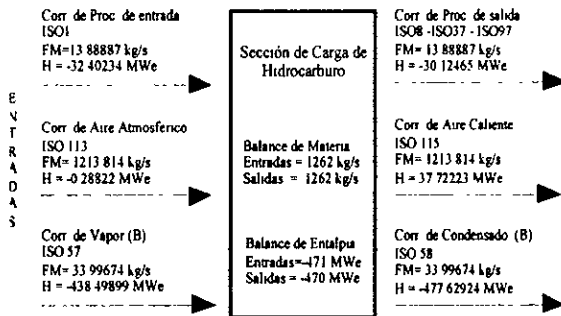 Corr de Proc de entrada
ISO1
FM=13 88887 kg/s
H = -32 40234 MWe
Corr de Aire Atmosferico
ISO 113
FM= 1213 814 kg/s
H = -0 28822 MWe
Corr de Vapor (B)
ISO 57
FM= 33 99674 kg/s
H = -438 49899 MWe
ENTRADAS
Sección de Carga de
Hidrocarburo
Balance de Materia
Entradas = 1262 kg/s
Salidas = 1262 kg/s
Balance de Entalpia
Entradas=-471 MWe
Salidas = -470 MWe
Corr de Proc de salida
ISO8 -ISO37 - ISO97
FM= 13 88887 kg/s
H = -30 12465 MWe
Corr de Aire Caliente
ISO 115
FM= 1213 814 kg/s
H = 37 72223 MWe
Corr de Condensado (B)
ISO 58
FM= 33 99674 kg/s
H = -477 62924 MWe